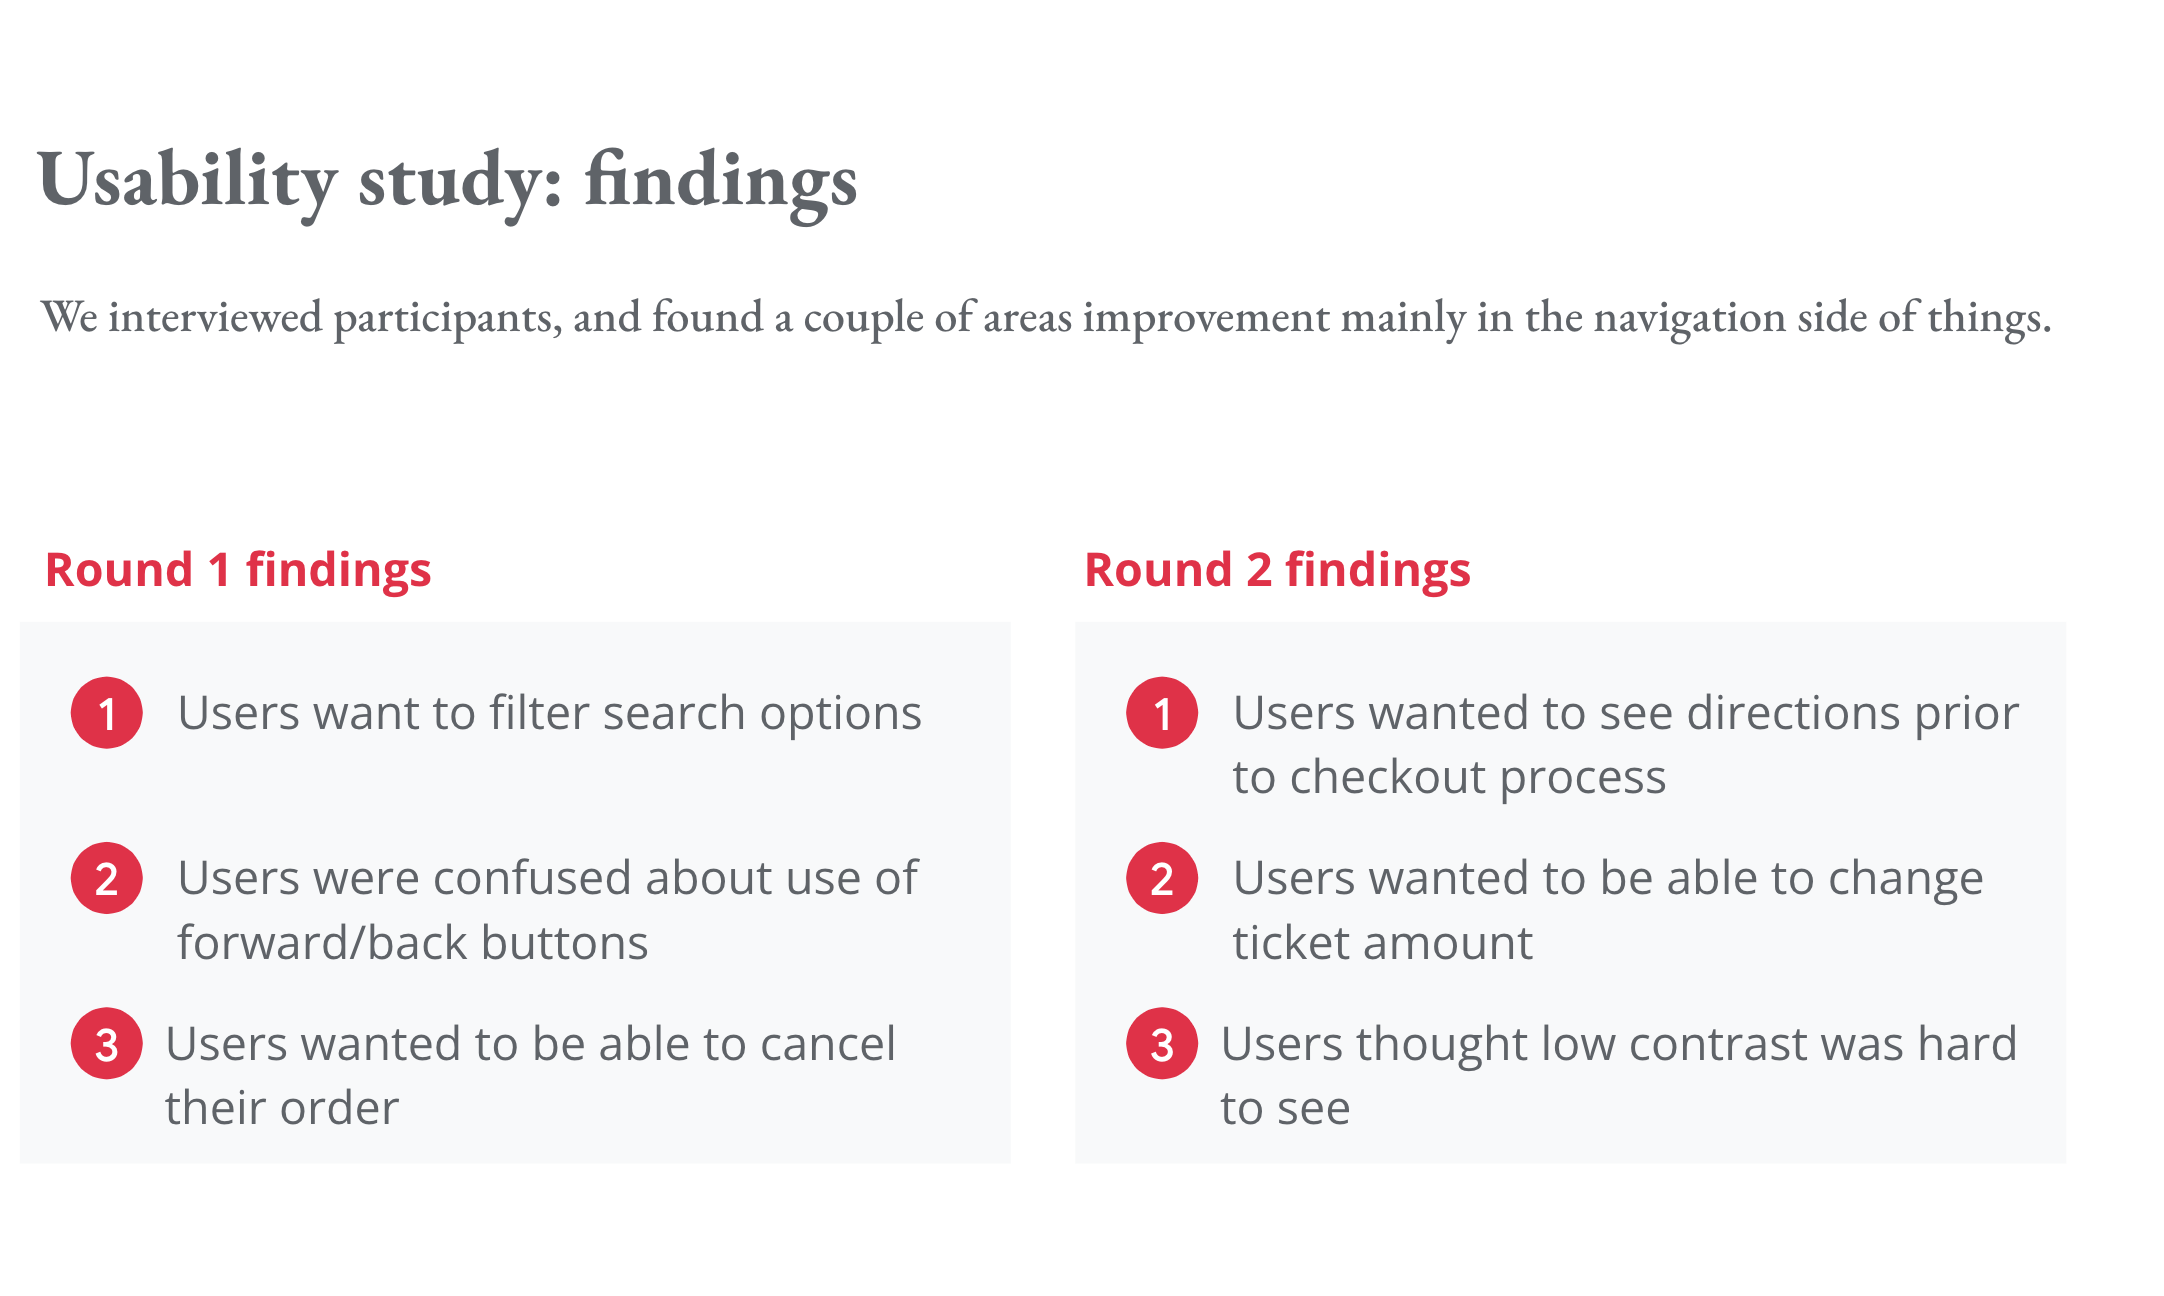 Usability study: findings
We interviewed participants, and found a couple of areas improvement mainly in the navigation side of things.
Round 1 findings
1 Users want to filter search options
2 Users were confused about use of
forward/back buttons
3 Users wanted to be able to cancel
their order
Round 2 findings
1 Users wanted to see directions prior
to checkout process
2 Users wanted to be able to change
ticket amount
3 Users thought low contrast was hard
to see